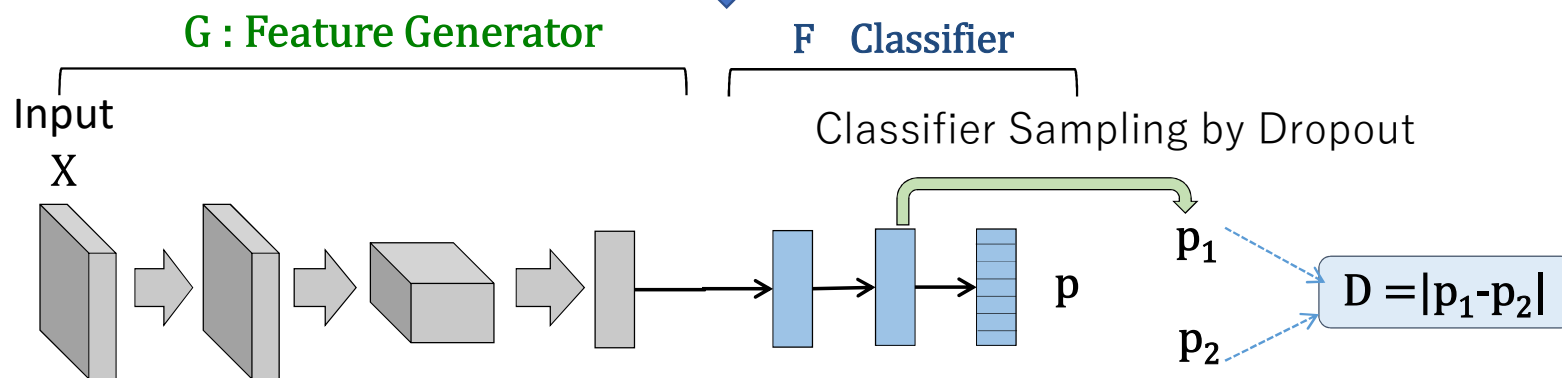 G : Feature Generator
F Classifier
Input
X
Classifier Sampling by Dropout
p
p₁
p₂
D =|p₁-p₂|